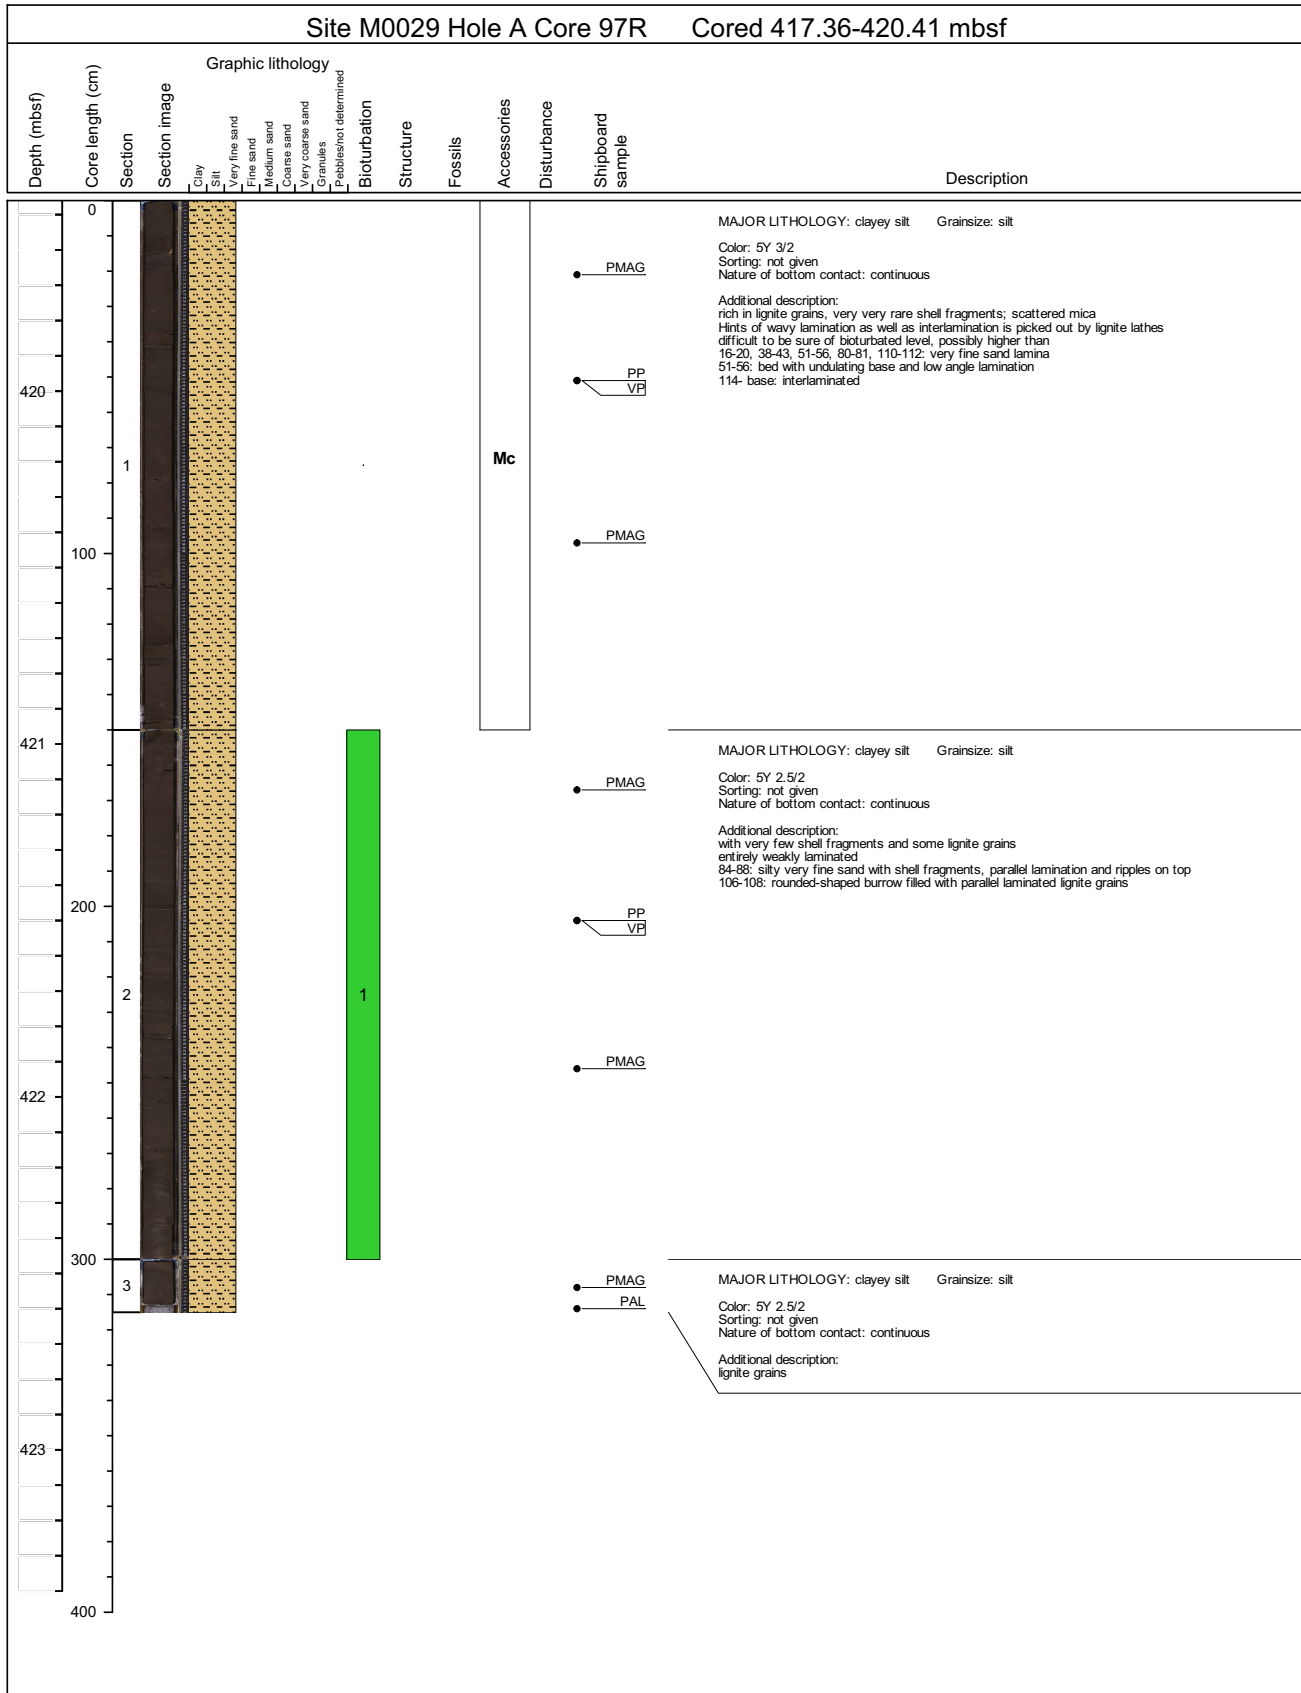 Site M0029 Hole A Core 97R Cored 417.36-420.41 mbsf
Graphic lithology
Depth (mbsf)
Core length (cm)
Section
Section image
Clay
Silt
Very fine sand
Fine sand
Medium sand
Coarse sand
Very coarse sand
Granules
Pebbles/not determined
Bioturbation
Structure
Fossils
Accessories
Disturbance
Shipboard
sample
Description
0
MAJOR LITHOLOGY: clayey silt Grainsize: silt
Color: 5Y 3/2
Sorting: not given
Nature of bottom contact: continuous
PMAG
Additional description:
rich in lignite grains, very very rare shell fragments; scattered mica
Hints of wavy lamination as well as interlamination is picked out by lignite lathes
difficult to be sure of bioturbated level, possibly higher than
16-20, 38-43, 51-56, 80-81, 110-112: very fine sand lamina
51-56: bed with undulating base and low angle lamination
114- base: interlaminated
PP
VP
420
1
Mc
PMAG
100
421
MAJOR LITHOLOGY: clayey silt Grainsize: silt
Color: 5Y 2.5/2
Sorting: not given
Nature of bottom contact: continuous
PMAG
Additional description:
with very few shell fragments and some lignite grains
entirely weakly laminated
84-88: silty very fine sand with shell fragments, parallel lamination and ripples on top
106-108: rounded-shaped burrow filled with parallel laminated lignite grains
200
PP
VP
2
1
PMAG
422
300
3
PMAG
PAL
MAJOR LITHOLOGY: clayey silt Grainsize: silt
Color: 5Y 2.5/2
Sorting: not given
Nature of bottom contact: continuous
Additional description:
lignite grains
423
400